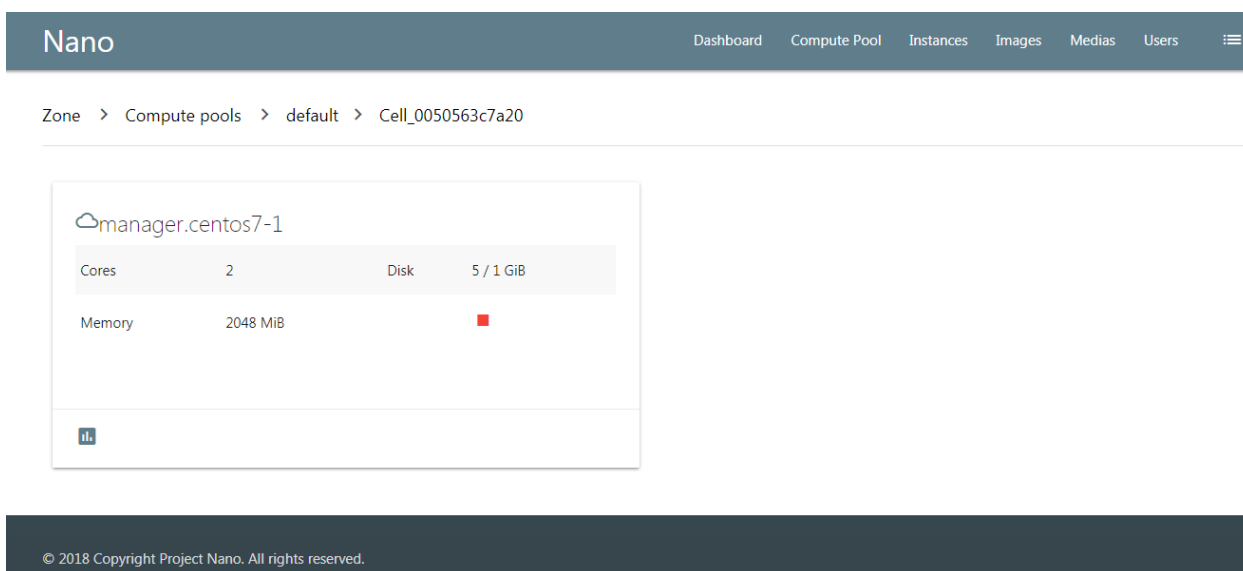 Nano Dashboard Compute Pool Instances Images Medias Users
Zone > Compute pools > default > Cell_0050563c7a20
manager.centos7-1
Cores 2 Disk 5 / 1 GiB
Memory 2048 MiB
© 2018 Copyright Project Nano. All rights reserved.